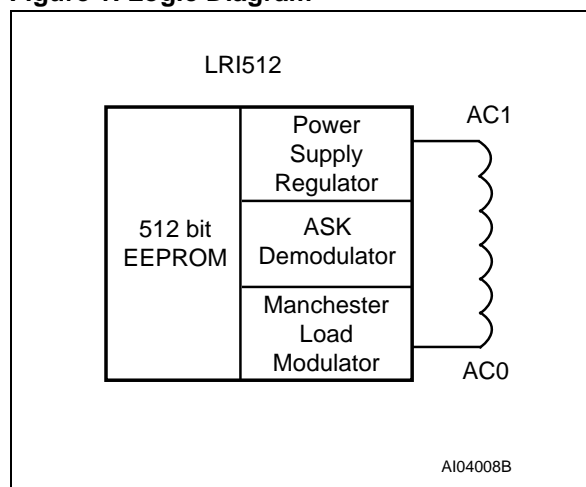 Figure 1. Logic Diagram
LRI512
AC1
Power
Supply
Regulator
512 bit
EEPROM
ASK
Demodulator
Manchester
Load
Modulator
AC0
AI04008B